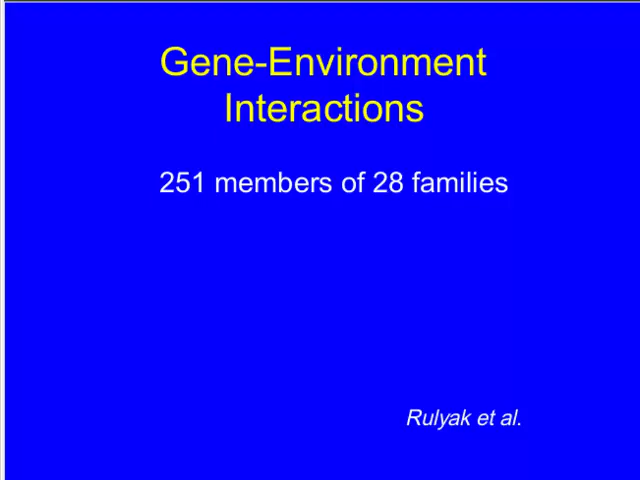 Gene-Environment
Interactions
251 members of 28 families
Rulyak et al.